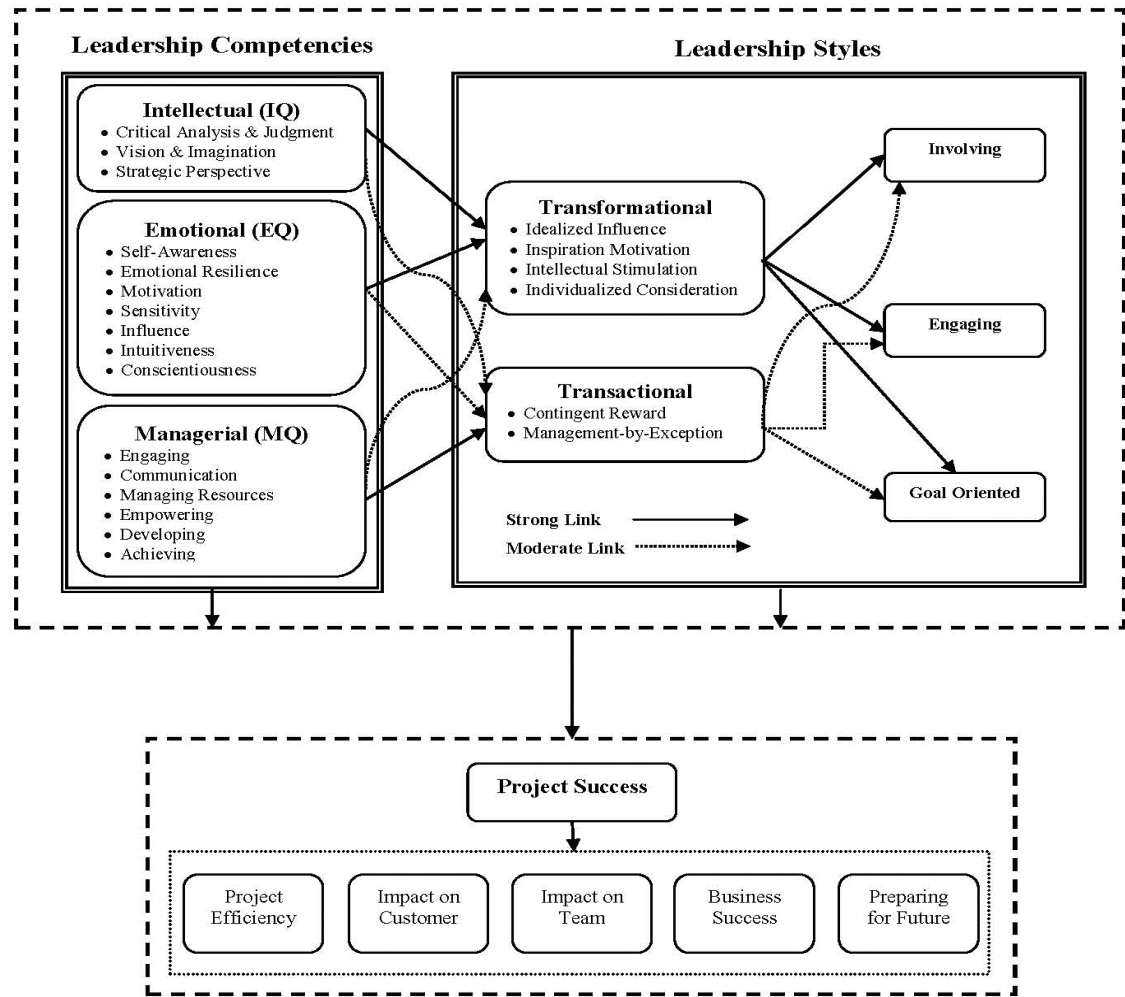 Leadership Competencies
Leadership Styles
Intellectual (IQ)
• Critical Analysis & Judgment
• Vision & Imagination
• Strategic Perspective
Emotional (EQ)
• Self-Awareness
• Emotional Resilience
• Motivation
• Sensitivity
• Influence
• Intuitiveness
• Conscientiousness
Managerial (MQ)
• Engaging
• Communication
• Managing Resources
• Empowering
• Developing
• Achieving
Transformational
• Idealized Influence
• Inspiration Motivation
• Intellectual Stimulation
• Individualized Consideration
Transactional
• Contingent Reward
• Management-by-Exception
Strong Link
Moderate Link
Involving
Engaging
Goal Oriented
Project Success
Project
Efficiency
Impact on
Customer
Impact on
Team
Business
Success
Preparing
for Future